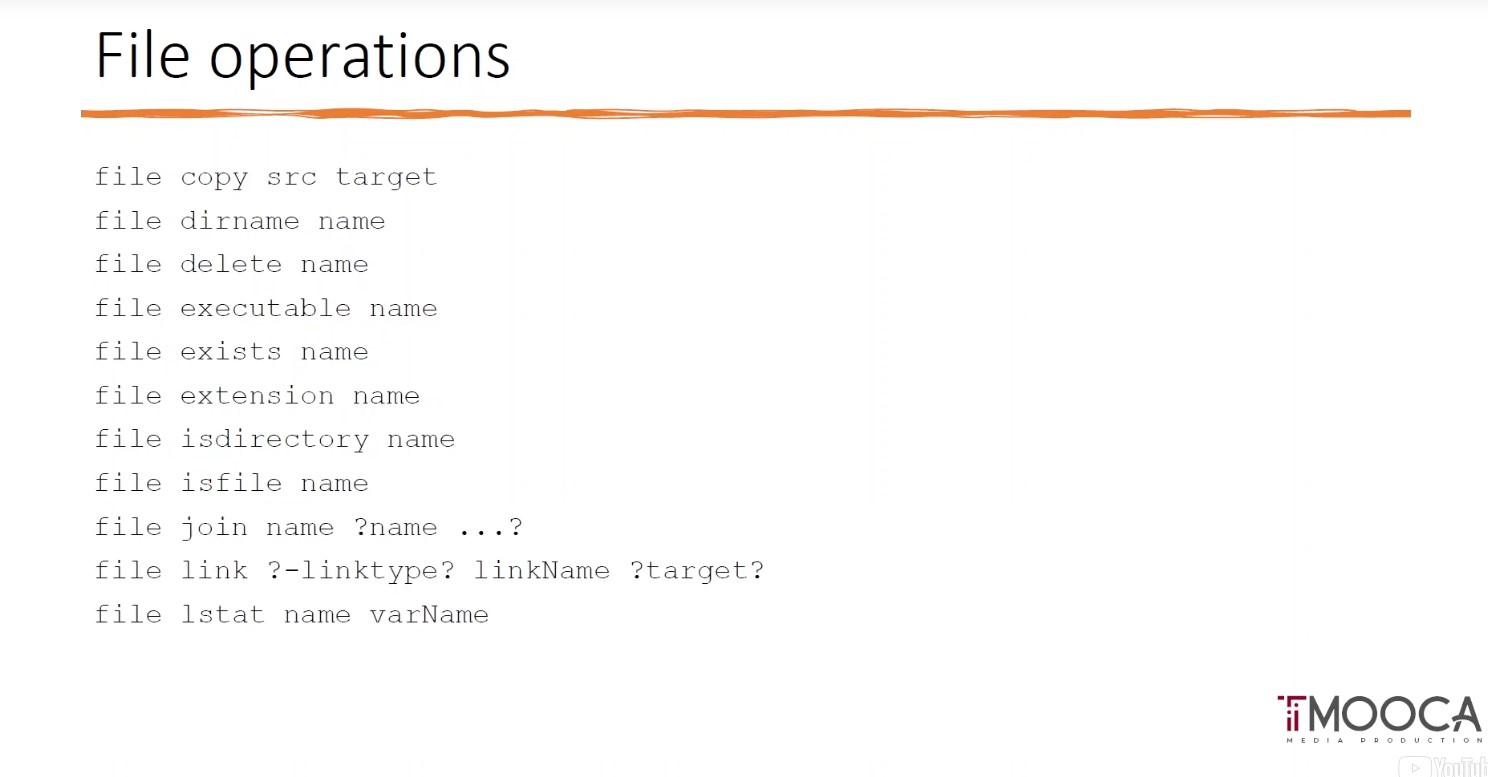 File operations
file copy src target
file dirname name
file delete name
file executable name
file exists name
file extension name
file isdirectory name
file isfile name
file join name ?name ...?
file link ?-linktype? linkName ?target?
file lstat name varName
TiMOOCA
MEDIA PRODUCTION